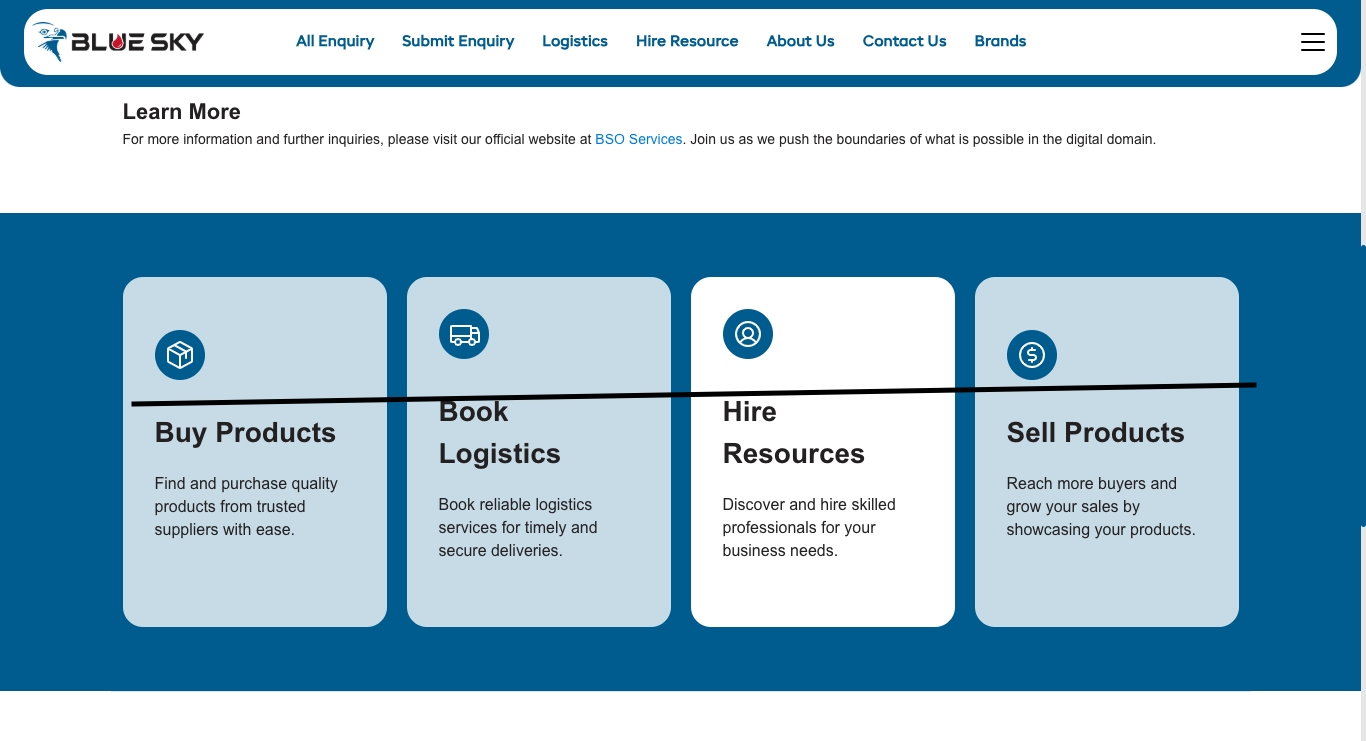 BLUE SKY
All Enquiry Submit Enquiry Logistics Hire Resource About Us Contact Us Brands
Learn More
For more information and further inquiries, please visit our official website at BSO Services. Join us as we push the boundaries of what is possible in the digital domain.
Buy Products
Find and purchase quality
products from trusted
suppliers with ease.
Book
Logistics
Book reliable logistics
services for timely and
secure deliveries.
Hire
Resources
Discover and hire skilled
professionals for your
business needs.
Sell Products
Reach more buyers and
grow your sales by
showcasing your products.